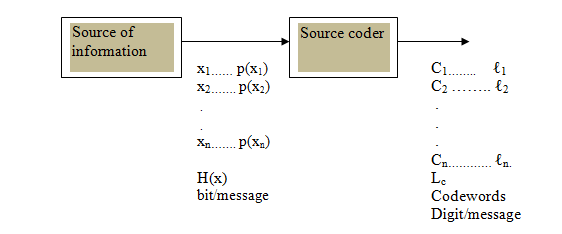 Source of
information
Source coder
x1...... p(x1)
x2....... p(x2)
.
.
xn....... p(xn)
H(x)
bit/message
C1........ ℓ1
C2 ........ ℓ2
.
.
.
Cn............ ℓn.
Lc
Codewords
Digit/message